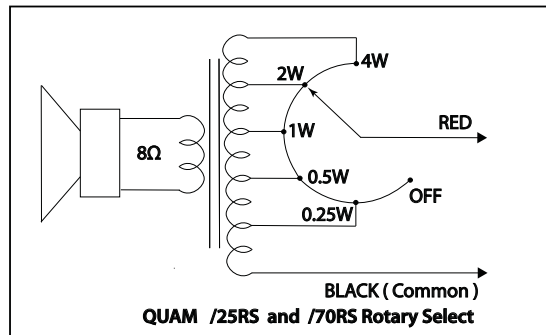 4W
2W
RED
1W
8Ω
0.5W
OFF
0.25W
BLACK ( Common )
QUAM /25RS and /70RS Rotary Select